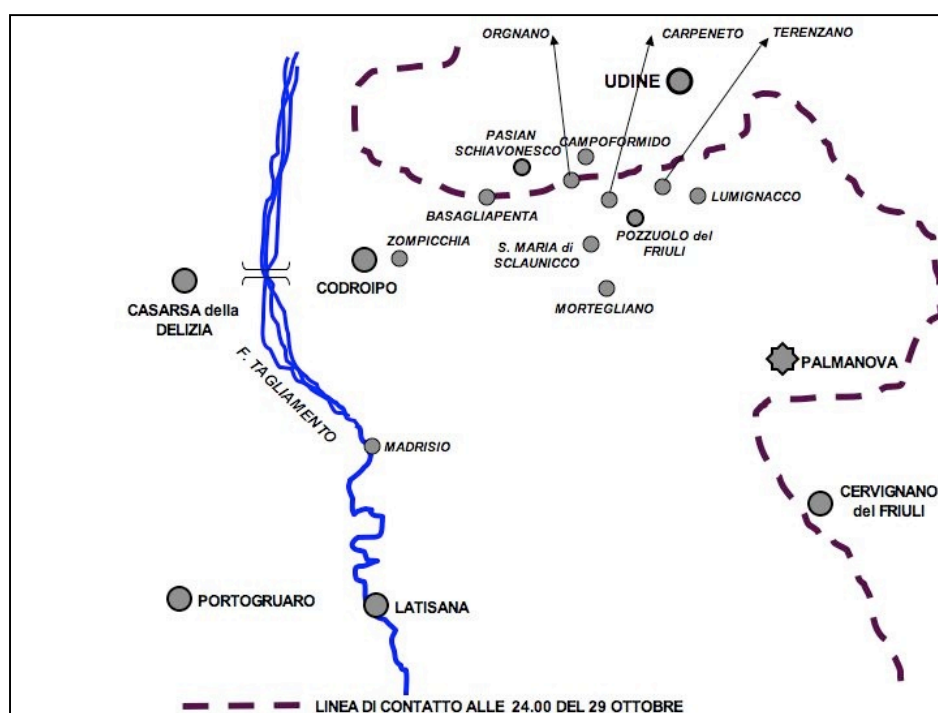 ORGNANO
CARPENETO
TERENZANO
UDINE
PASIAN
SCHIAVONESCO
CAMPOFORMIDO
BASAGLIAPENTA
LUMIGNACCO
ZOMPICCHIA
S. MARIA di
SCLAUNICCO
POZZUOLO del
FRIULI
CODROIPO
MORTEGLIANO
CASARSA della
DELIZIA
F. TAGLIAMENTO
PALMANOVA
MADRISIO
CERVIGNANO
del FRIULI
PORTOGRUARO
LATISANA
LINEA DI CONTATTO ALLE 24.00 DEL 29 OTTOBRE